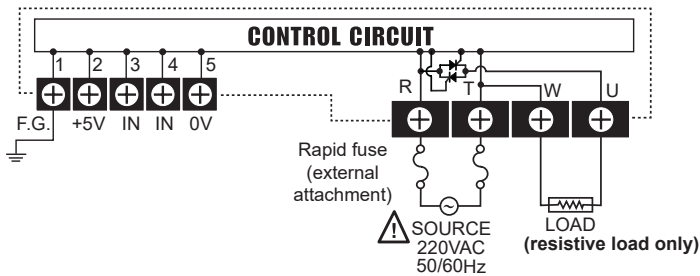 CONTROL CIRCUIT
1 2 3 4 5
R T W U
F.G. +5V IN IN 0V
Rapid fuse
(external
attachment)
SOURCE
220VAC
50/60Hz
LOAD
(resistive load only)